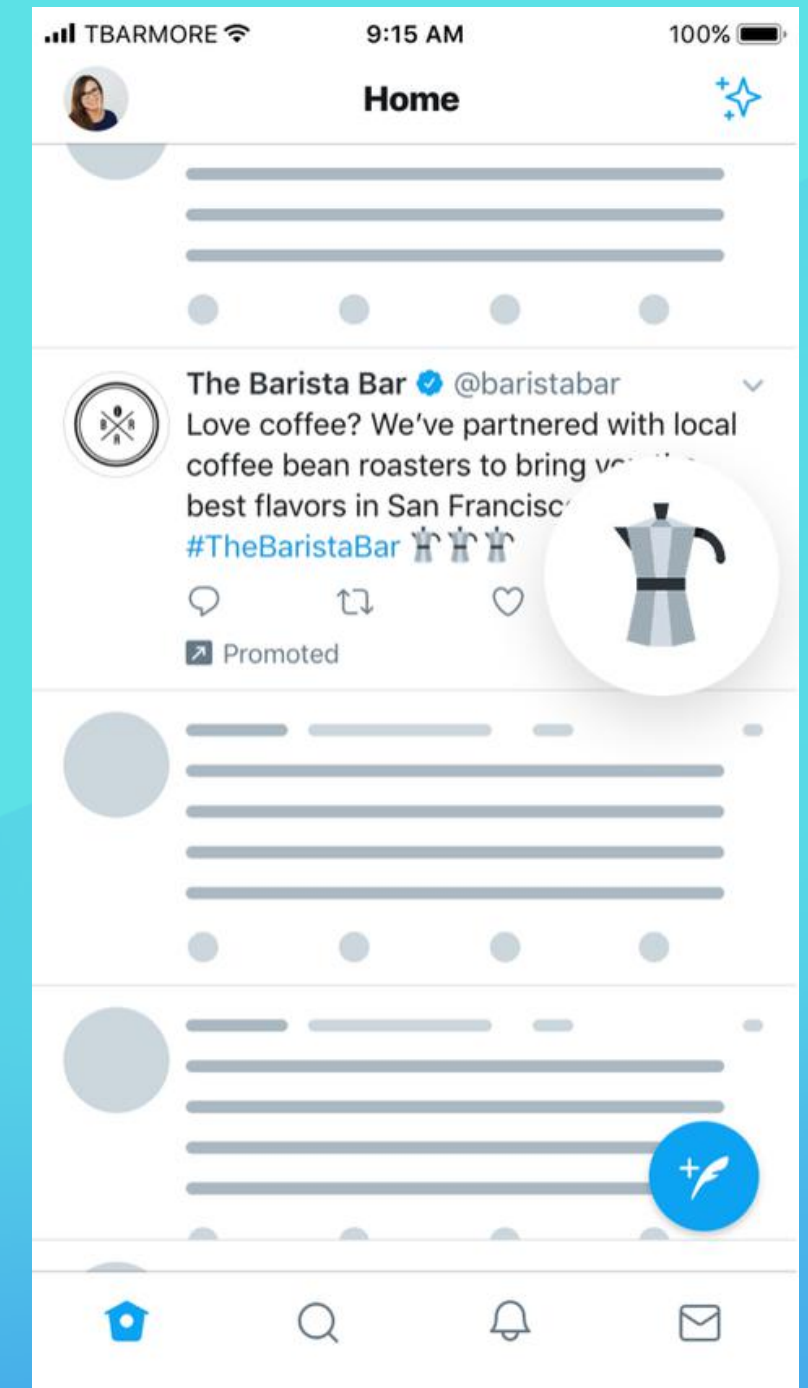 TBARMORE 9:15 AM 100%
Home
The Barista Bar @baristabar
Love coffee? We’ve partnered with local
coffee bean roasters to bring
best flavors in San
#TheBaristaBar
Promoted